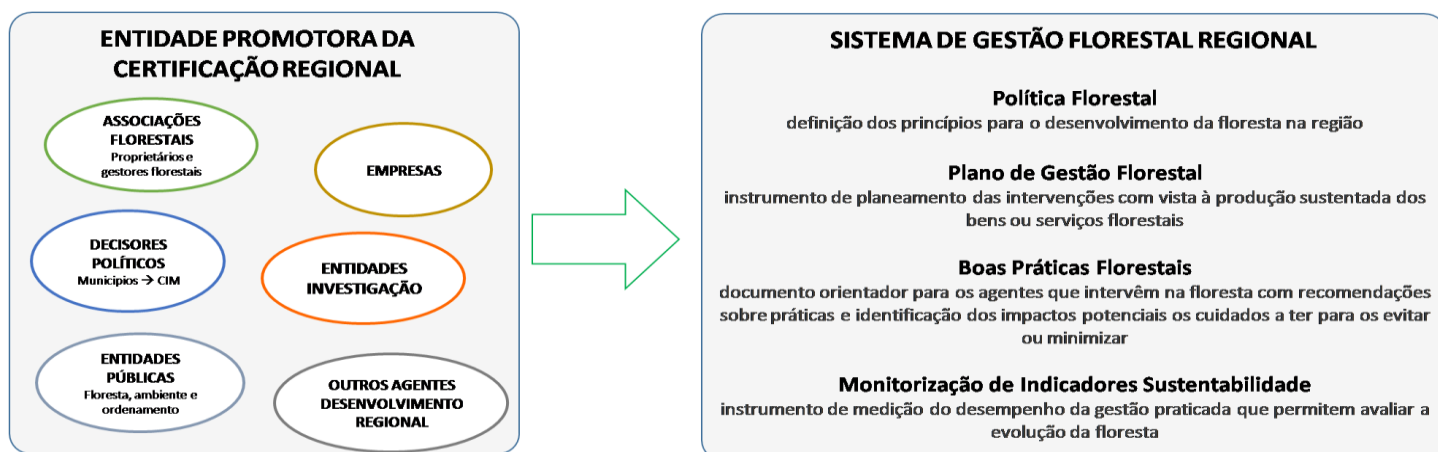 ENTIDADE PROMOTORA DA
CERTIFICAÇÃO REGIONAL
ASSOCIAÇÕES
FLORESTAIS
Proprietários e
gestores florestais
EMPRESAS
DECISORES
POLÍTICOS
Municípios → CIM
ENTIDADES
INVESTIGAÇÃO
ENTIDADES
PÚBLICAS
Floresta, ambiente e
ordenamento
OUTROS AGENTES
DESENVOLVIMENTO
REGIONAL
SISTEMA DE GESTÃO FLORESTAL REGIONAL
Política Florestal
definição dos princípios para o desenvolvimento da floresta na região
Plano de Gestão Florestal
instrumento de planeamento das intervenções com vista à produção sustentada dos
bens ou serviços florestais
Boas Práticas Florestais
documento orientador para os agentes que intervêm na floresta com recomendações
sobre práticas e identificação dos impactos potenciais os cuidados a ter para os evitar
ou minimizar
Monitorização de Indicadores Sustentabilidade
instrumento de medição do desempenho da gestão praticada que permitem avaliar a
evolução da floresta